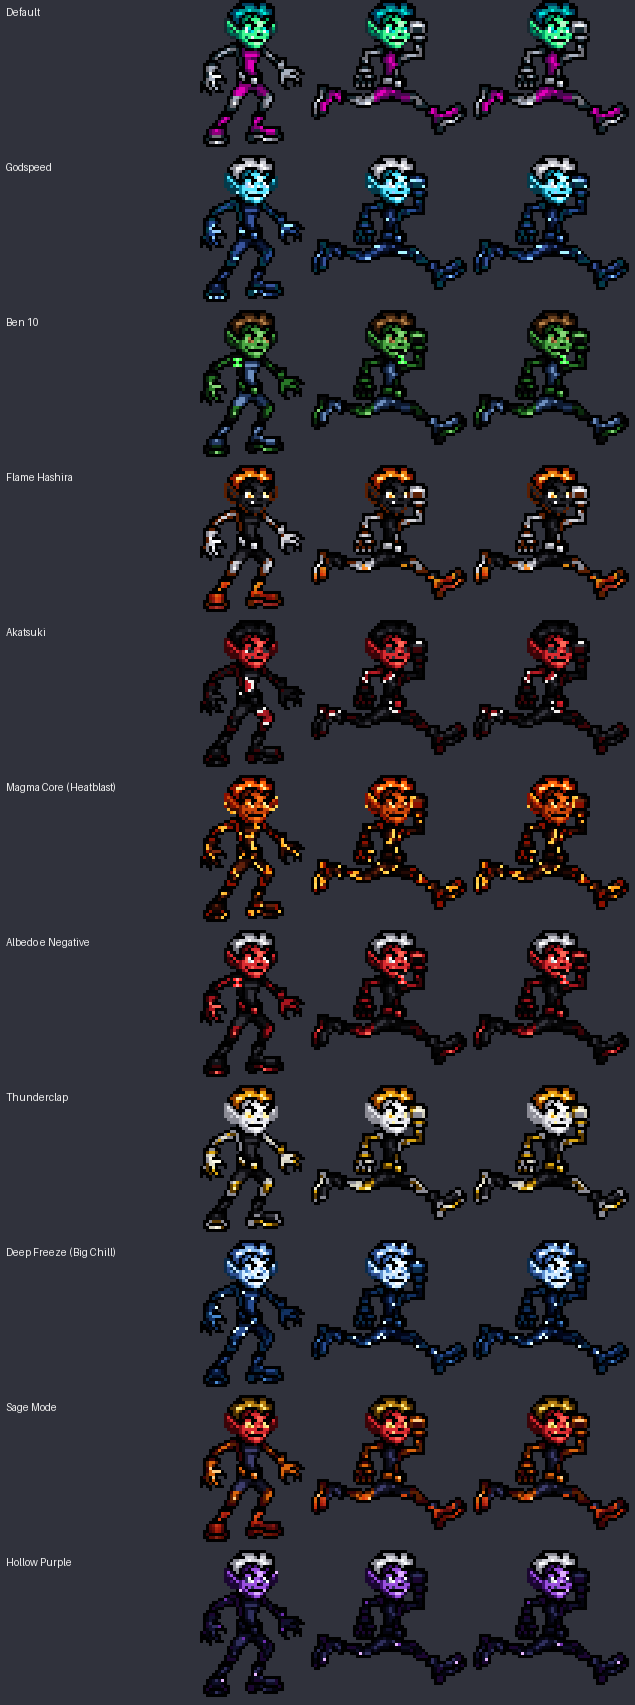 Default
Godspeed
Ben 10
Flame Hashira
Akatsuki
Magma Core (Heatblast)
Albedo e Negative
Thunderclap
Deep Freeze (Big Chill)
Sage Mode
Hollow Purple